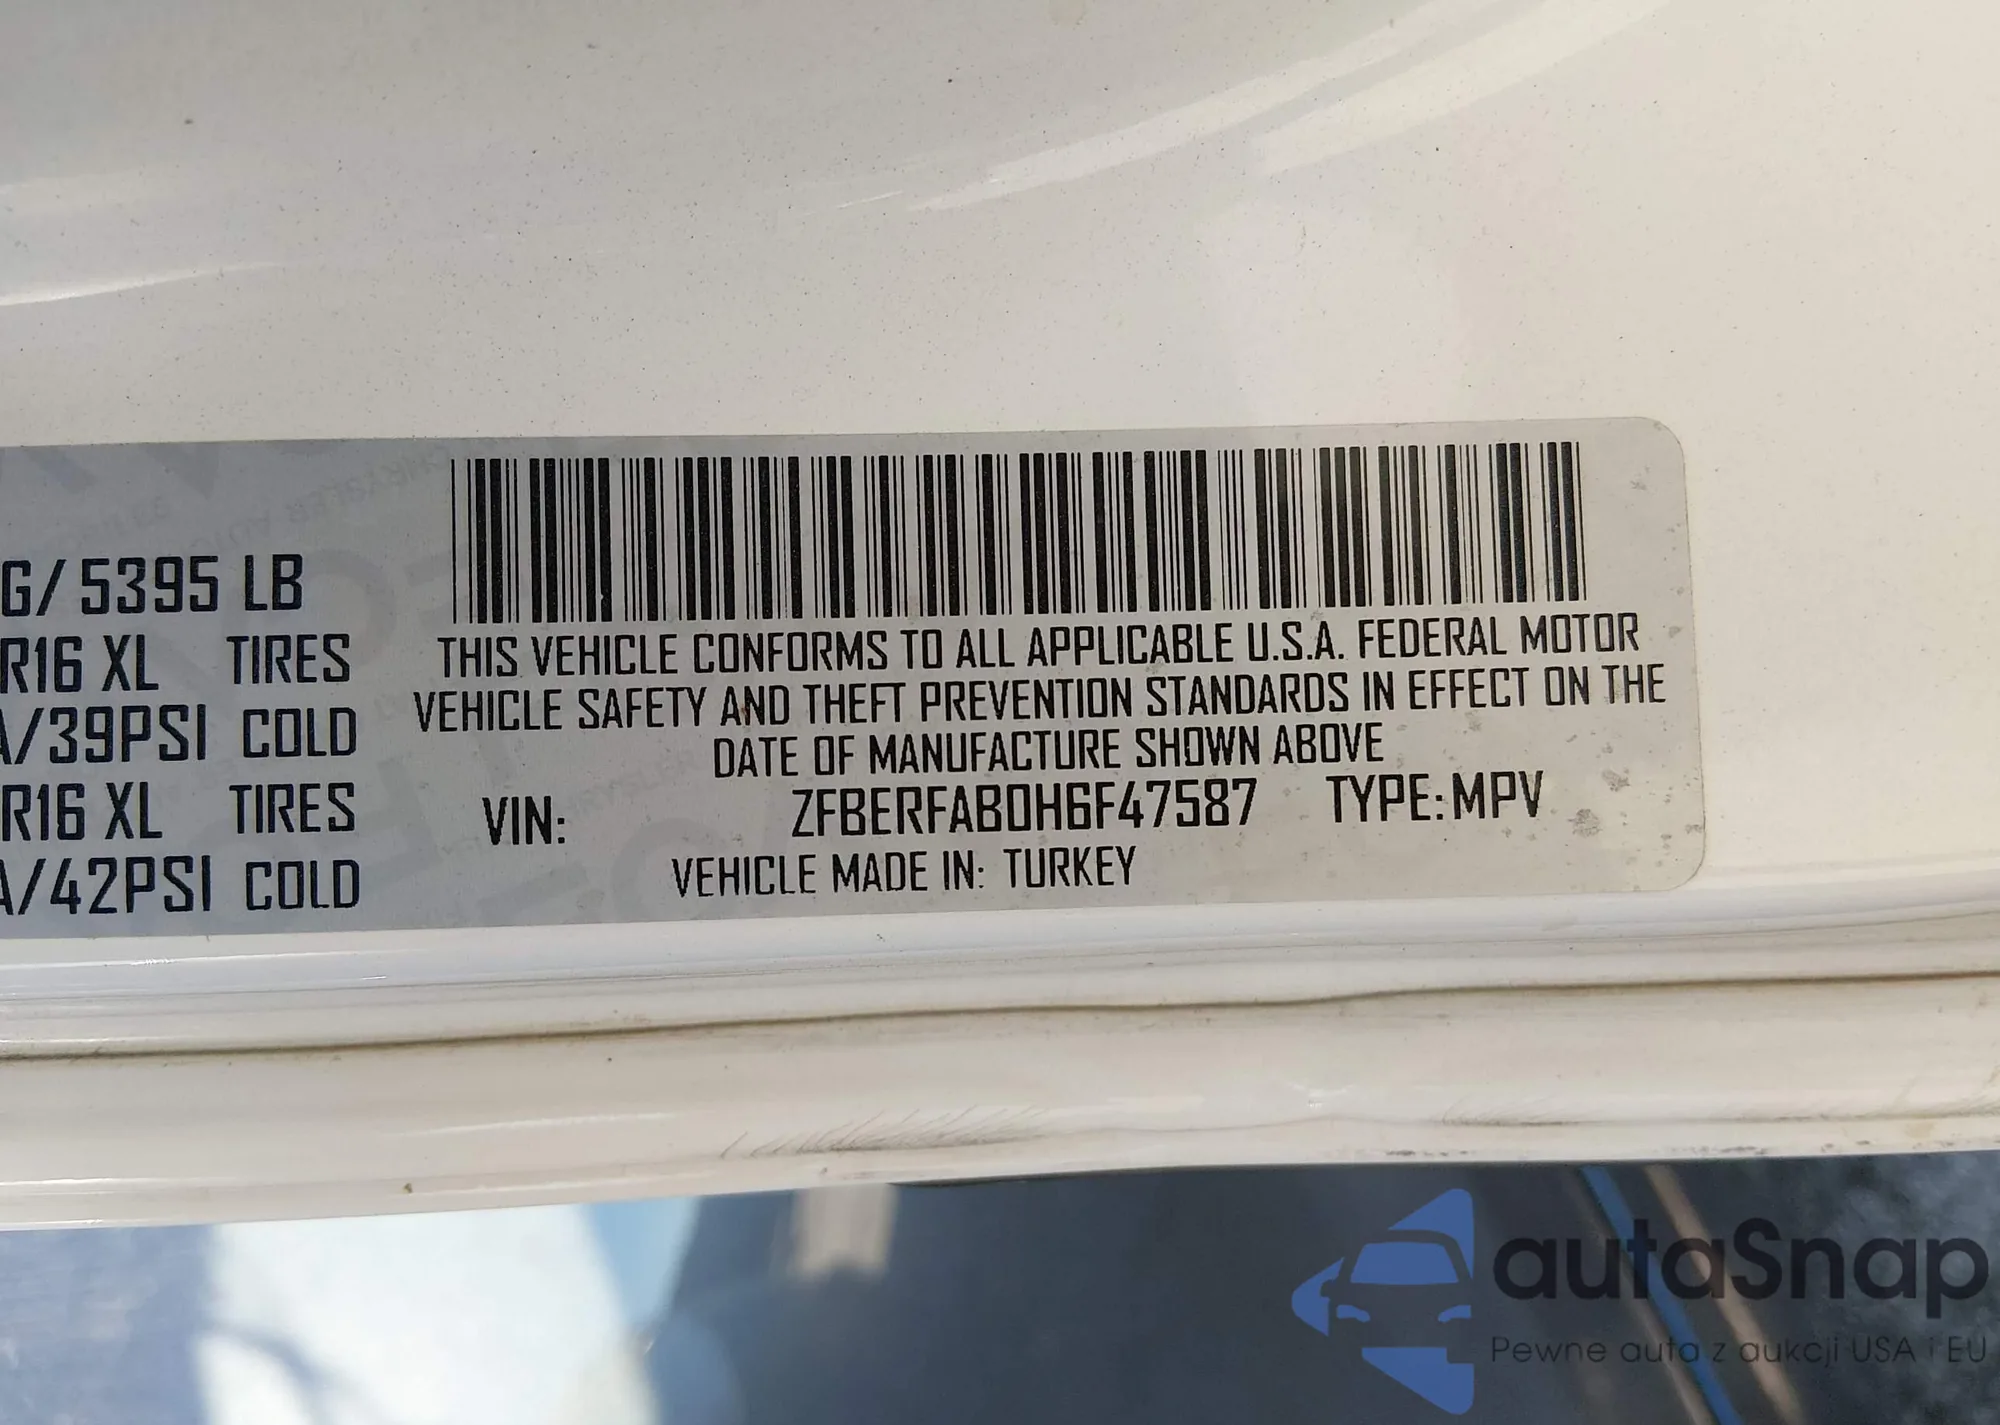 G/ 5395 LB
R16 XL TIRES
A/39PSI COLD
R16 XL TIRES
A/42PSI COLD
THIS VEHICLE CONFORMS TO ALL APPLICABLE U.S.A. FEDERAL MOTOR
VEHICLE SAFETY AND THEFT PREVENTION STANDARDS IN EFFECT ON THE
DATE OF MANUFACTURE SHOWN ABOVE
VIN: ZFBERFAB0H6F47587 TYPE: MPV
VEHICLE MADE IN: TURKEY
autaSnap
Pewne auta z aukcji USA i EU